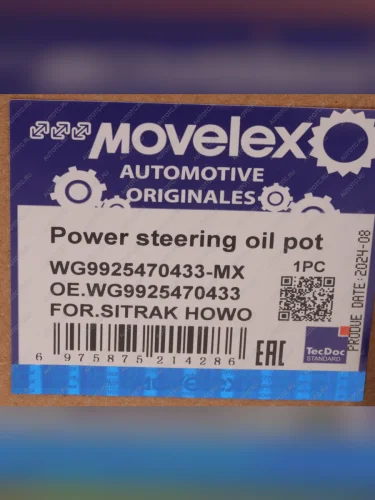 MOVELEX
AUTOMOTIVE
ORIGINALES
Power steering oil pot
WG9925470433-MX
1PC
OE.WG9925470433
FOR.SITRAK HOWO
6 975875 214286
EAC
TecDoc
STANDARD
PRODUE DATE:2024-08